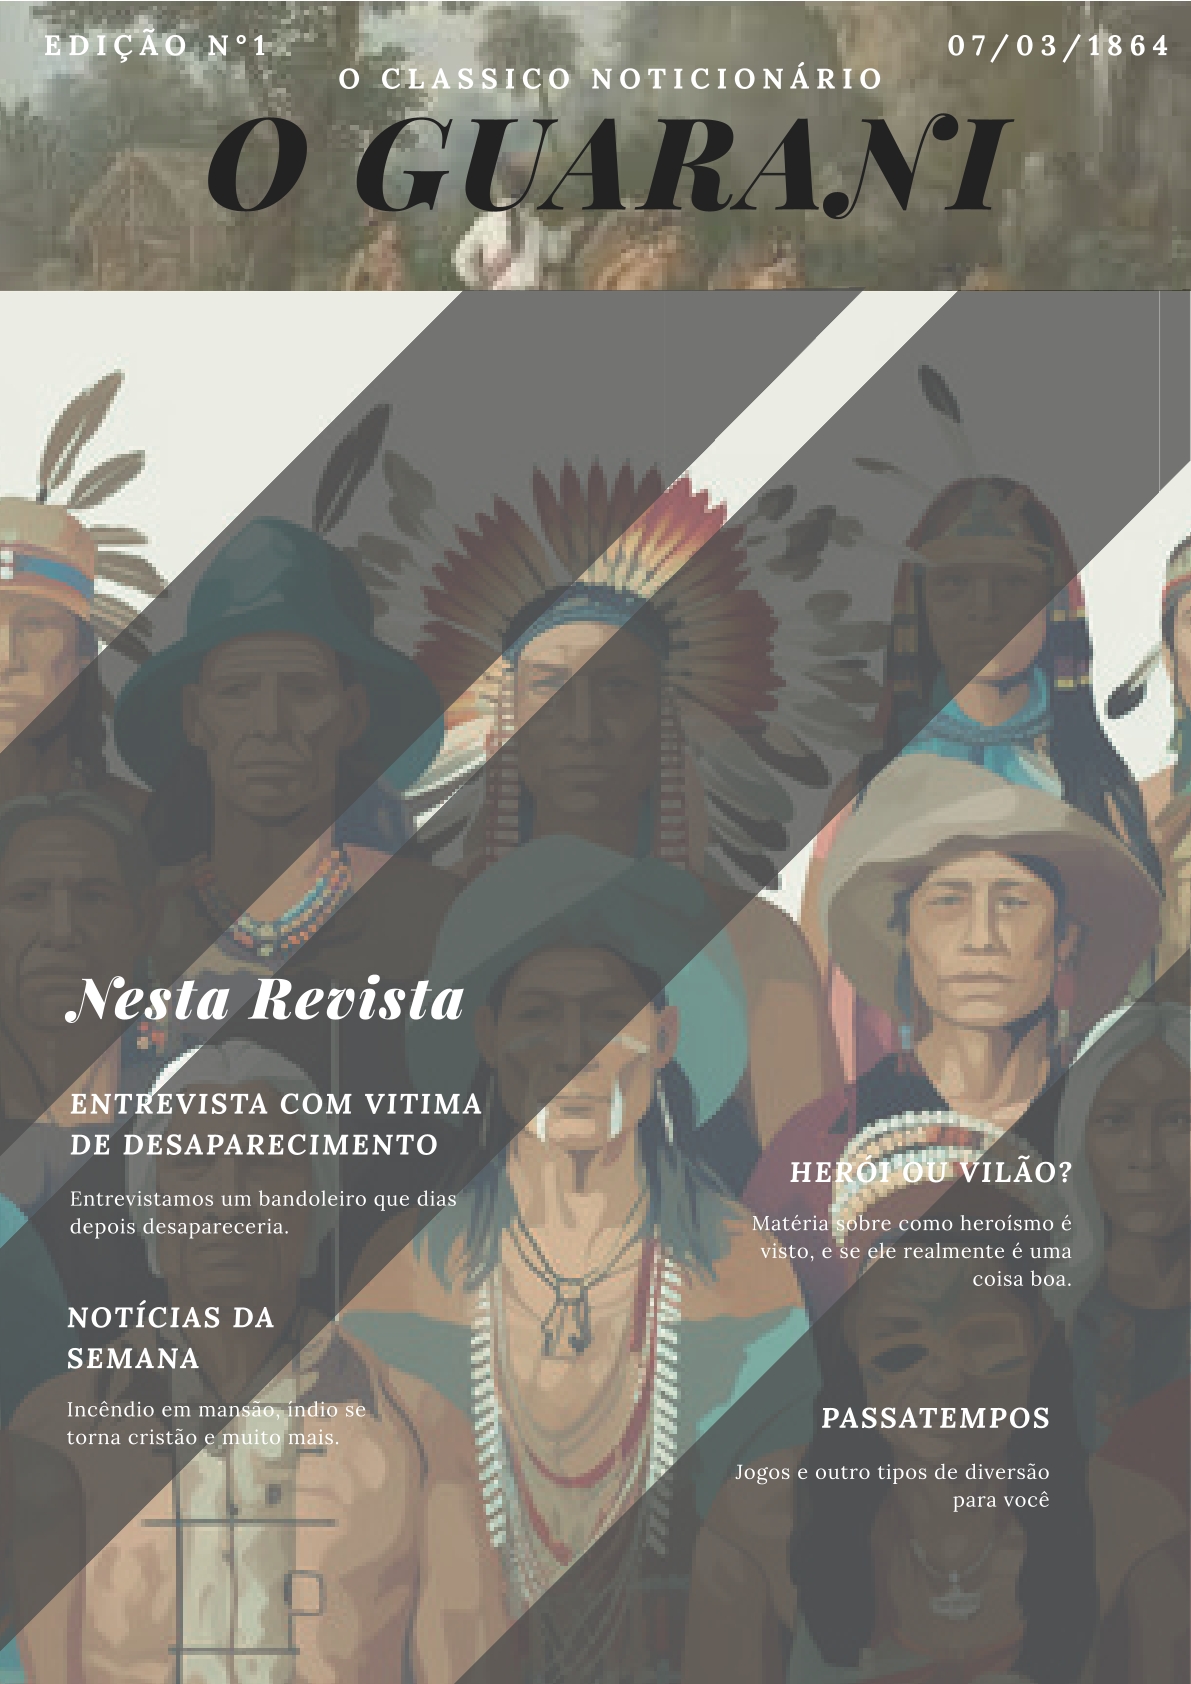 EDIÇÃO N°1
07/03/1864
O CLASSICO NOTICIONÁRIO
O GUARANI
Nesta Revista
ENTREVISTA COM VITIMA
DE DESAPARECIMENTO
Entrevistamos um bandoleiro que dias
depois desapareceria.
NOTÍCIAS DA
SEMANA
Incêndio em mansão, índio se
torna cristão e muito mais.
HERÓI OU VILÃO?
Matéria sobre como heroísmo é
visto, e se ele realmente é uma
coisa boa.
PASSATEMPOS
Jogos e outro tipos de diversão
para você